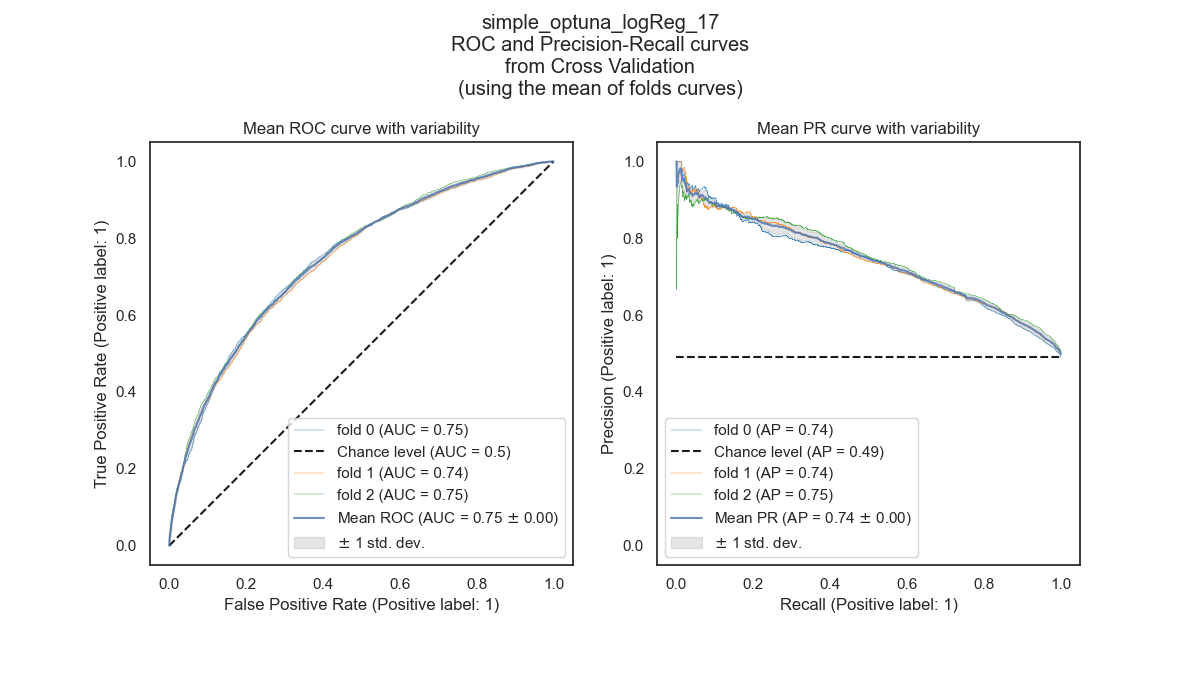 simple_optuna_logReg_17
ROC and Precision-Recall curves
from Cross Validation
(using the mean of folds curves)
Mean ROC curve with variability
True Positive Rate (Positive label: 1)
1.0
0.8
0.6
0.4
0.2
0.0
fold 0 (AUC = 0.75)
Chance level (AUC = 0.5)
fold 1 (AUC = 0.74)
fold 2 (AUC = 0.75)
Mean ROC (AUC = 0.75 ± 0.00)
± 1 std. dev.
0.0 0.2 0.4 0.6 0.8 1.0
False Positive Rate (Positive label: 1)
Mean PR curve with variability
Precision (Positive label: 1)
1.0
0.8
0.6
0.4
0.2
0.0
fold 0 (AP = 0.74)
Chance level (AP = 0.49)
fold 1 (AP = 0.74)
fold 2 (AP = 0.75)
Mean PR (AP = 0.74 ± 0.00)
± 1 std. dev.
0.0 0.2 0.4 0.6 0.8 1.0
Recall (Positive label: 1)